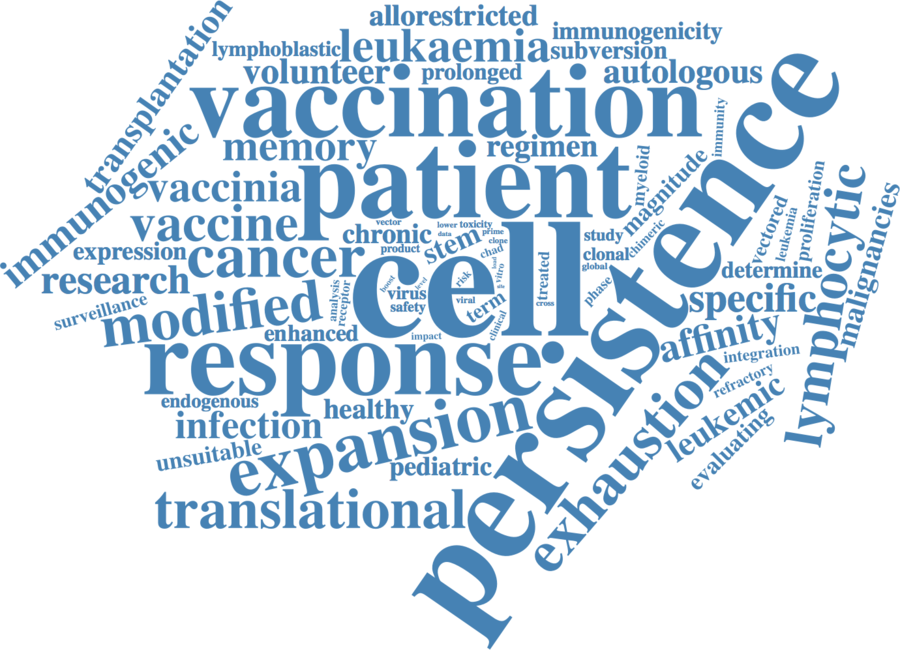 allorestricted
immunogenicity
lymphoblastic
leukaemia
subversion
volunteer
prolonged
autologous
transplantation
vaccination
persistence
immunogenic
memory
regimen
immunity
myeloid
magnitude
vaccinia
patient
vaccine
chronic
vector
lower
toxicity
data
prime
clone
stem
chad
study
chimeric
vectored
leukemia
proliferation
lymphocytic
malignancies
expression
cancer
product
cell
clonal
global
determine
research
modified
surveillance
analysis
receptor
boost
level
virus
safety
risk
load
vitro
viral
term
clinical
treated
cross
phase
specific
enhanced
impact
affinity
response
integration
refractory
endogenous
healthy
exhaustion
leukemic
infection
expansion
evaluating
unsuitable
pediatric
translational